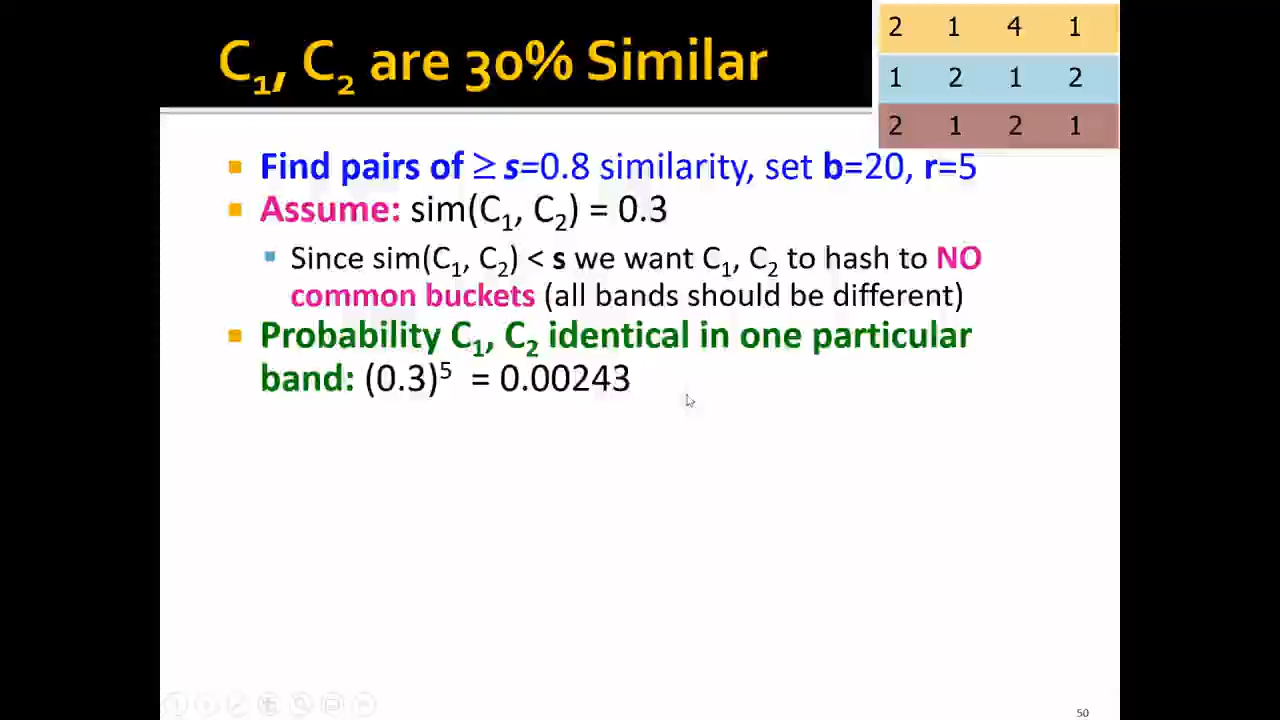 C₁, C₂ are 30% Similar
2 1 4 1
1 2 1 2
2 1 2 1
Find pairs of ≥ s=0.8 similarity, set b=20, r=5
Assume: sim(C₁, C₂) = 0.3
Since sim(C₁, C₂) < s we want C₁, C₂ to hash to NO
common buckets (all bands should be different)
Probability C₁, C₂ identical in one particular
band: (0.3)⁵ = 0.00243
50